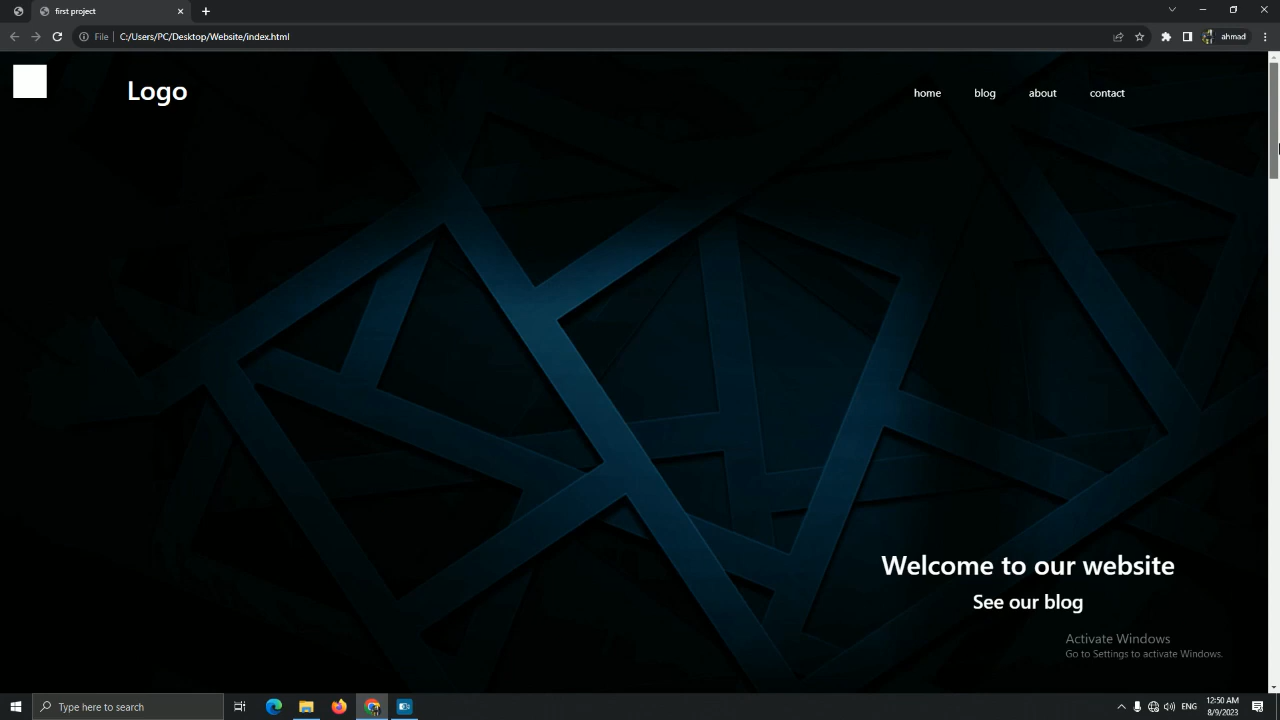 first project
File
C:/Users/PC/Desktop/Website/index.html
ahmad
Logo
home
blog
about
contact
Welcome to our website
See our blog
Activate Windows
Go to Settings to activate Windows.
Type here to search
ENG
12:50 AM
8/9/2023